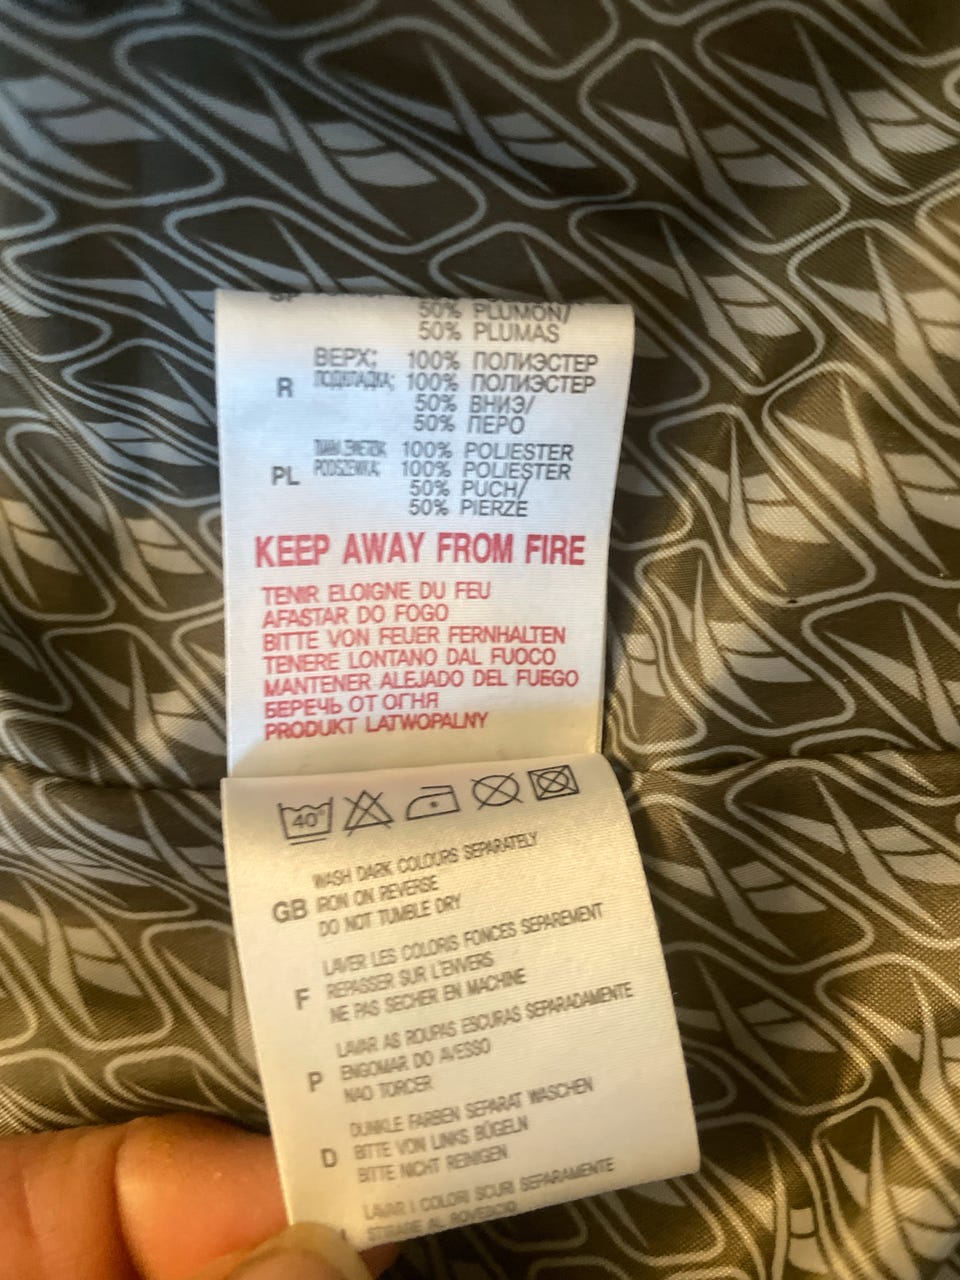 50% PLUMON/
50% PLUMAS
R
ВЕРХ; 100% ПОЛИЭСТЕР
ПОДКЛАДКА; 100% ПОЛИЭСТЕР
50% ВНИЗ/
50% ПЕРО
PL
100% POLIESTER
PODSZEWKA: 100% POLIESTER
50% PUCH/
50% PIERZE
KEEP AWAY FROM FIRE
TENIR ELOIGNE DU FEU
AFASTAR DO FOGO
BITTE VON FEUER FERNHALTEN
TENERE LONTANO DAL FUOCO
MANTENER ALEJADO DEL FUEGO
БЕРЕЧЬ ОТ ОГНЯ
PRODUKT LATWOPALNY
40°
WASH DARK COLOURS SEPARATELY
GB IRON ON REVERSE
DO NOT TUMBLE DRY
LAVER LES COLORIS FONCES SEPAREMENT
F REPASSER SUR L'ENVERS
NE PAS SECHER EN MACHINE
LAVAR AS ROUPAS ESCURAS SEPARADAMENTE
P ENGOMAR DO AVESSO
NAO TORCER
DUNKLE FARBEN SEPARAT WASCHEN
D BITTE VON LINKS BÜGELN
BITTE NICHT REINIGEN
LAVAR I COLORI SCURI SEPARAMENTE
STIRARE AL ROVESCIO